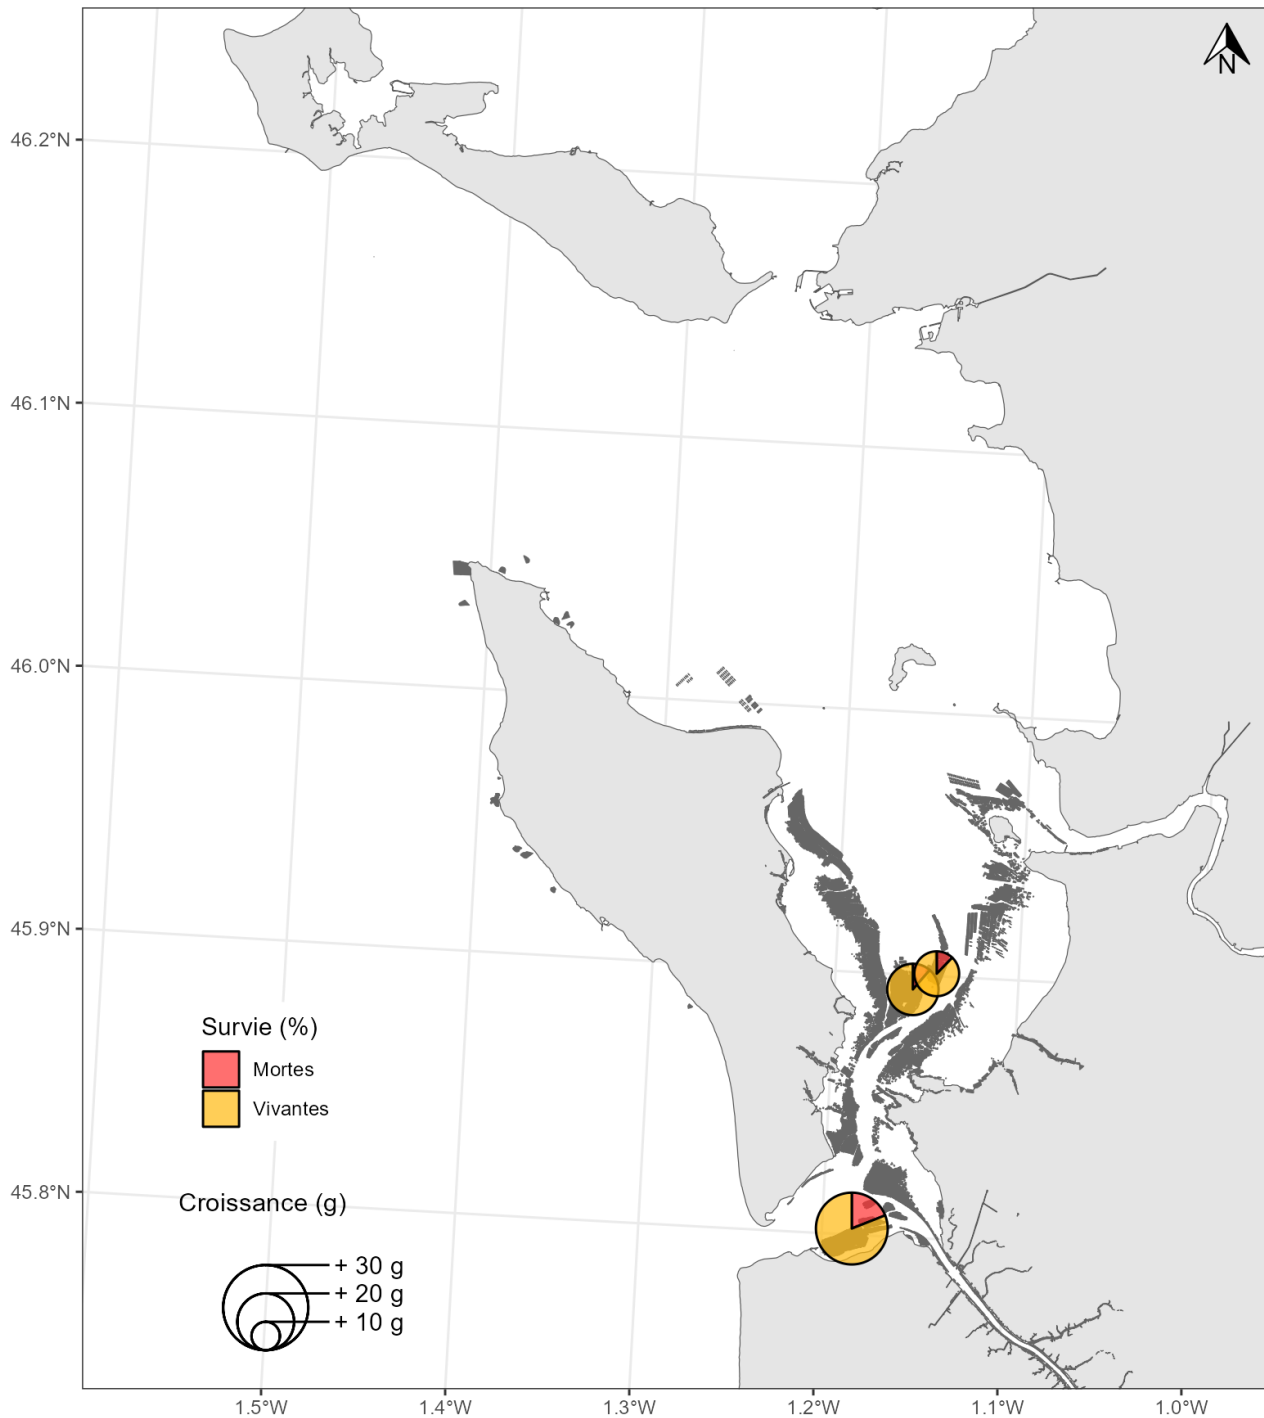 N
46.2°N
46.1°N
46.0°N
45.9°N
45.8°N
Survie (%)
Mortes
Vivantes
Croissance (g)
+ 30 g
+ 20 g
+ 10 g
1.5°W
1.4°W
1.3°W
1.2°W
1.1°W
1.0°W